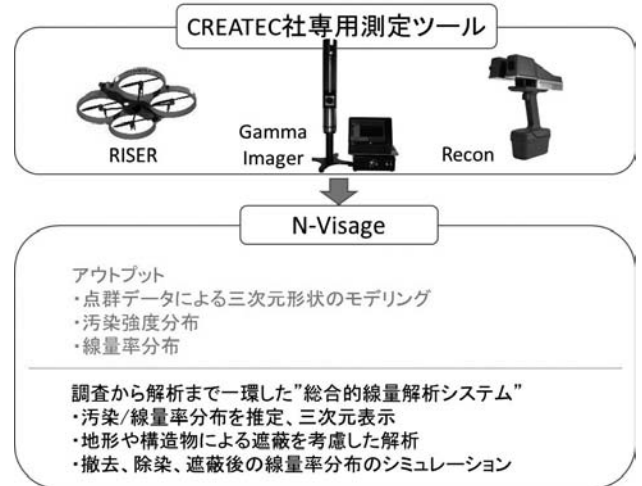 CREATEC社専用測定ツール
RISER
Gamma
Imager
Recon
N-Visage
アウトプット
・点群データによる三次元形状のモデリング
・汚染強度分布
・線量率分布
調査から解析まで一環した”総合的線量解析システム”
・汚染/線量率分布を推定、三次元表示
・地形や構造物による遮蔽を考慮した解析
・撤去、除染、遮蔽後の線量率分布のシミュレーション